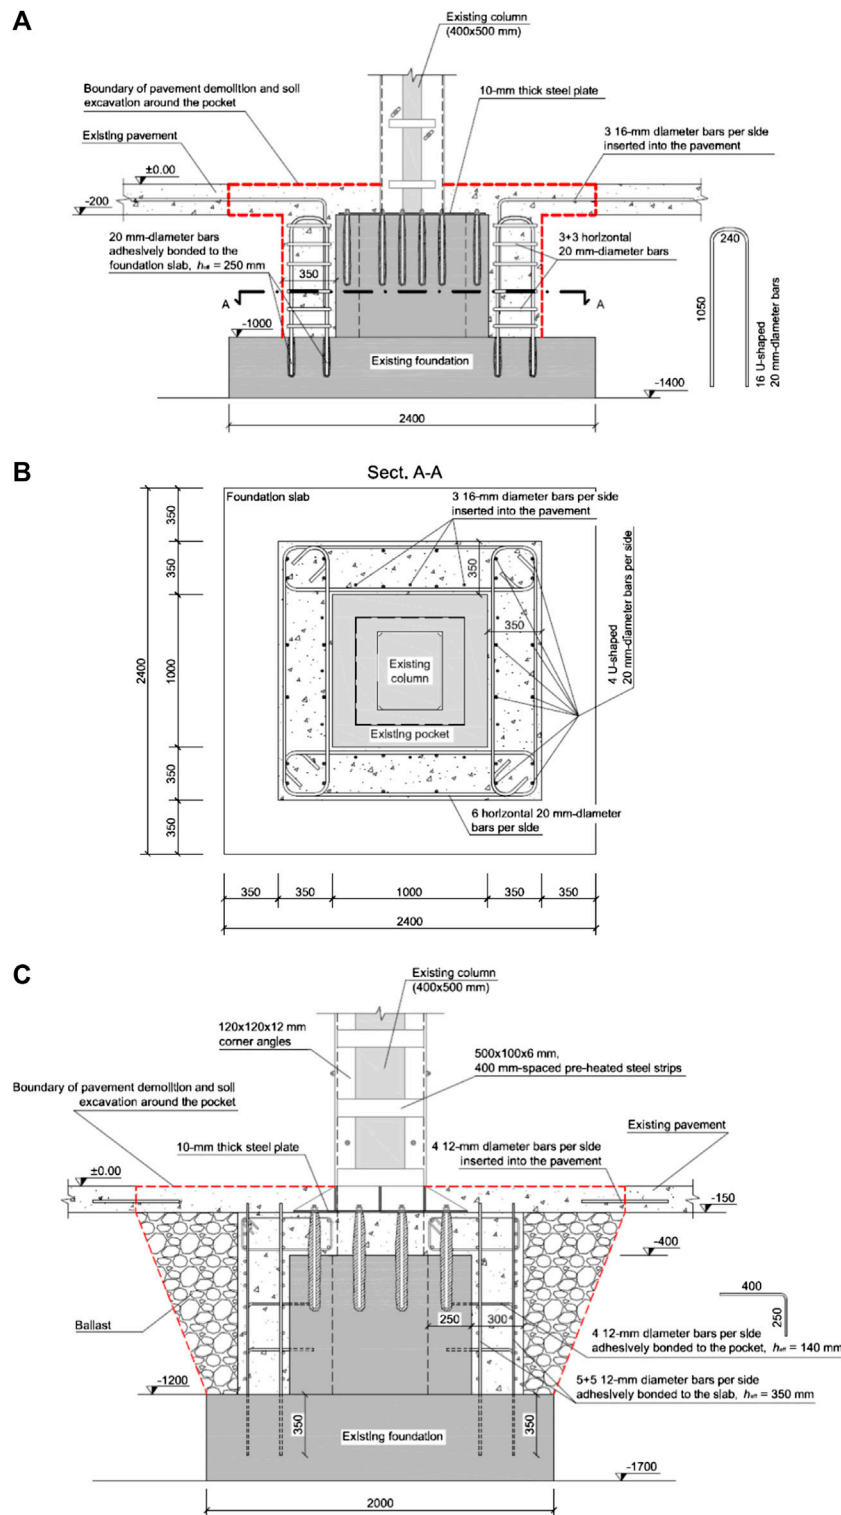 A
Existing column
(400x500 mm)
Boundary of pavement demolition and soil
excavation around the pocket
10-mm thick steel plate
Existing pavement
3 16-mm diameter bars per side
inserted into the pavement
±0.00
-200
20 mm-diameter bars
adhesively bonded to the
foundation slab, heff = 250 mm
350
3+3 horizontal
20 mm-diameter bars
240
1050
16 U-shaped
20 mm-diameter bars
A
A
-1000
Existing foundation
-1400
2400
B
Sect. A-A
Foundation slab
3 16-mm diameter bars per side
inserted into the pavement
350
350
1000
350
350
2400
350
350
4 U-shaped
20 mm-diameter bars per side
Existing
column
Existing pocket
6 horizontal 20 mm-diameter
bars per side
350
350
1000
350
350
2400
C
Existing column
(400x500 mm)
120x120x12 mm
corner angles
500x100x6 mm,
400 mm-spaced pre-heated steel strips
Boundary of pavement demolition and soil
excavation around the pocket
Existing pavement
10-mm thick steel plate
4 12-mm diameter bars per side
inserted into the pavement
±0.00
-150
-400
400
250
Ballast
250
300
4 12-mm diameter bars per side
adhesively bonded to the pocket, heff = 140 mm
5+5 12-mm diameter bars per side
adhesively bonded to the slab, heff = 350 mm
-1200
350
350
Existing foundation
-1700
2000